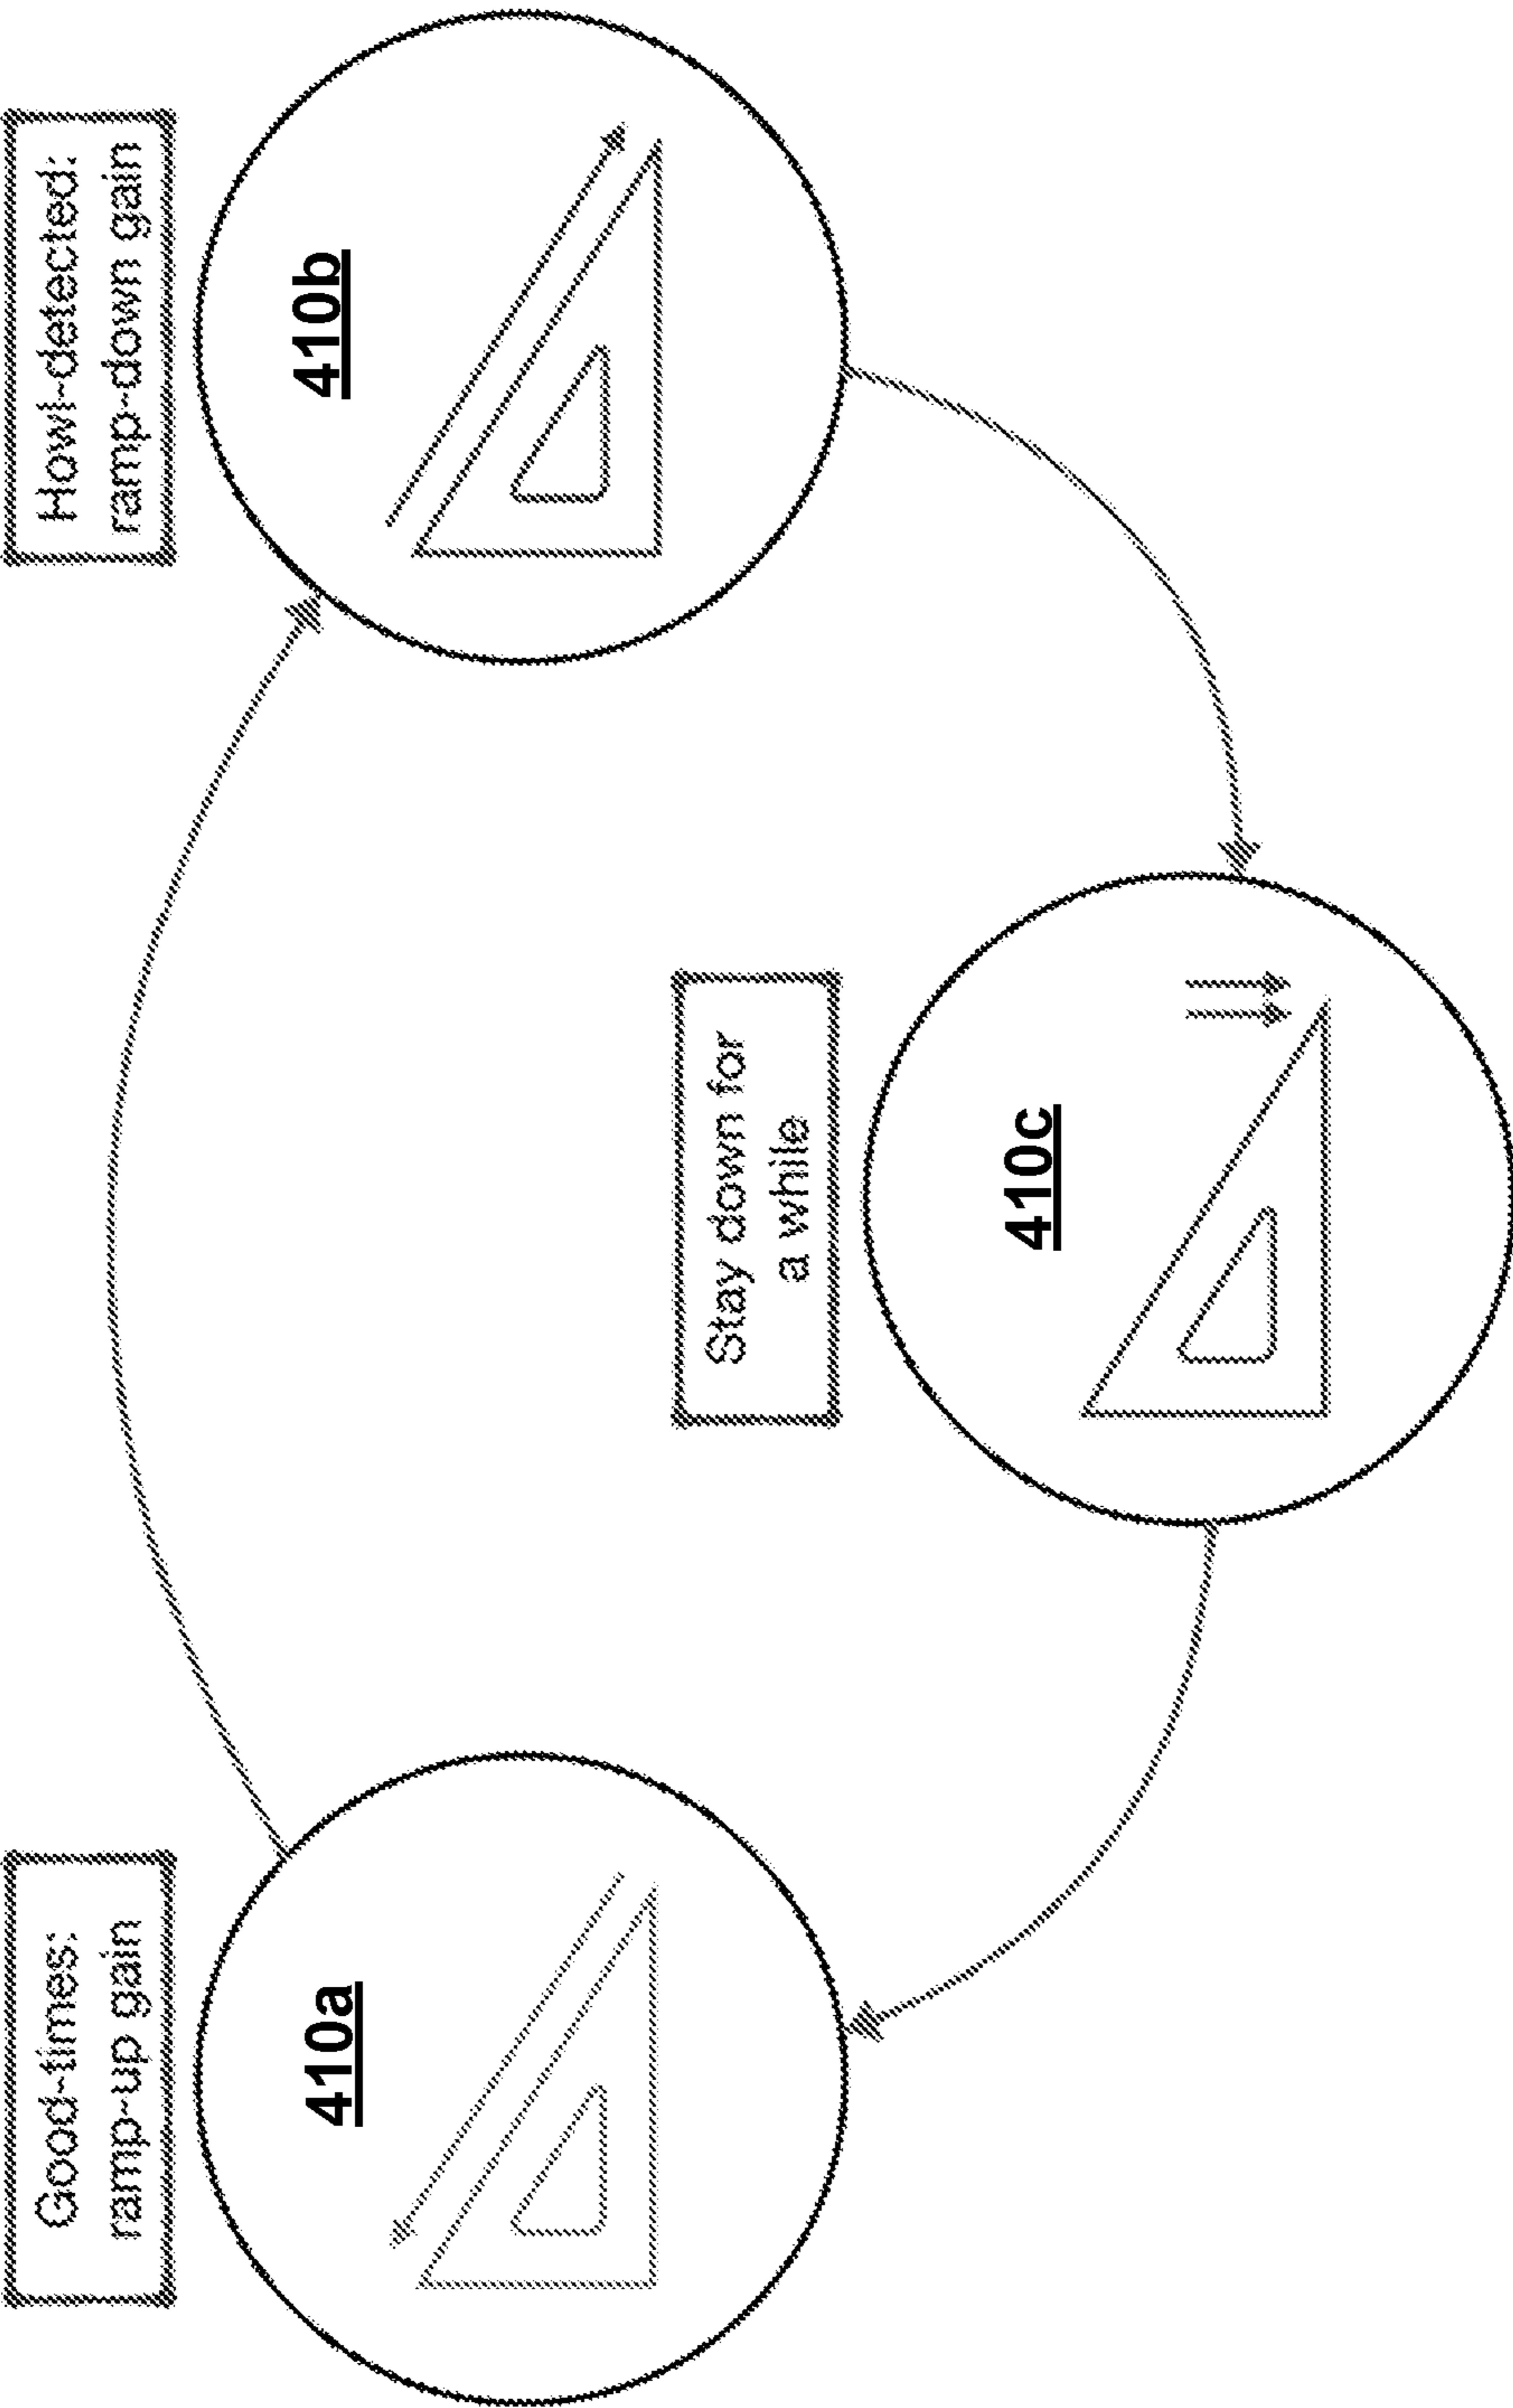 Good-times:
ramp-up gain
410a
Howl-detected:
ramp-down gain
410b
Stay down for
a while
410c